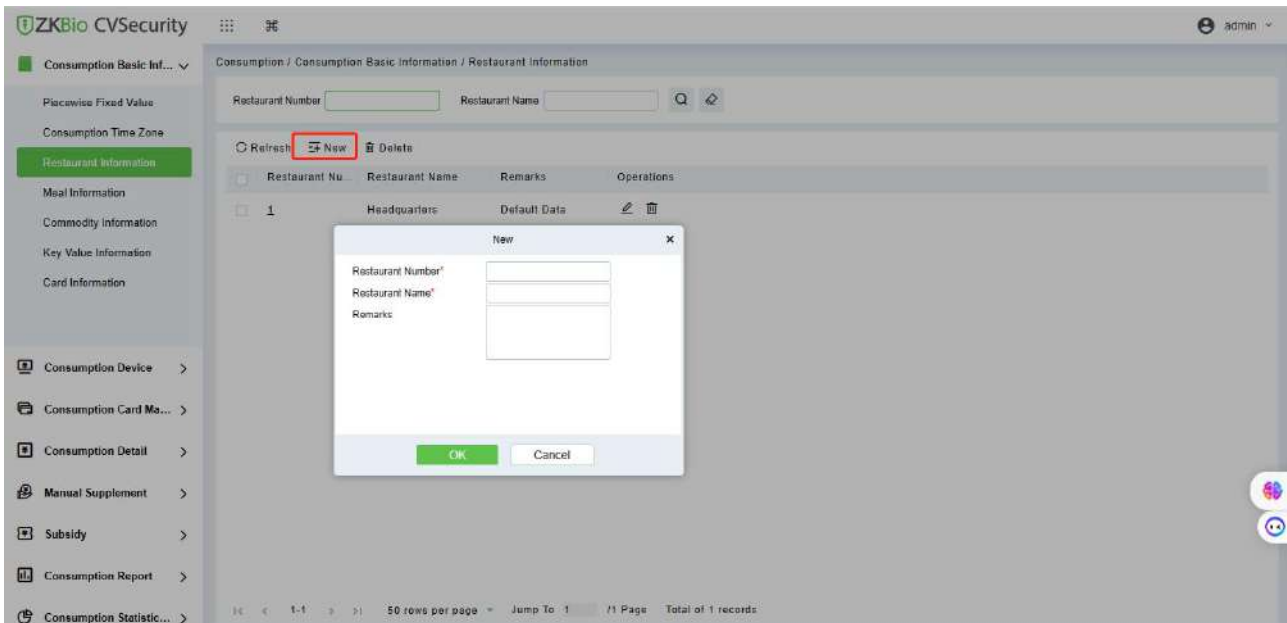 ZKBio CVSecurity
admin
Consumption Basic Inf...
Piecewise Fixed Value
Consumption Time Zone
Restaurant Information
Meal Information
Commodity Information
Key Value Information
Card Information
Consumption Device
Consumption Card Ma...
Consumption Detail
Manual Supplement
Subsidy
Consumption Report
Consumption Statistic...
Consumption / Consumption Basic Information / Restaurant Information
Restaurant Number
Restaurant Name
Refresh New Delete
Restaurant Nu... Restaurant Name Remarks Operations
1 Headquarters Default Data
New
Restaurant Number*
Restaurant Name*
Remarks
OK Cancel
1-1 50 rows per page Jump To 1 /1 Page Total of 1 records